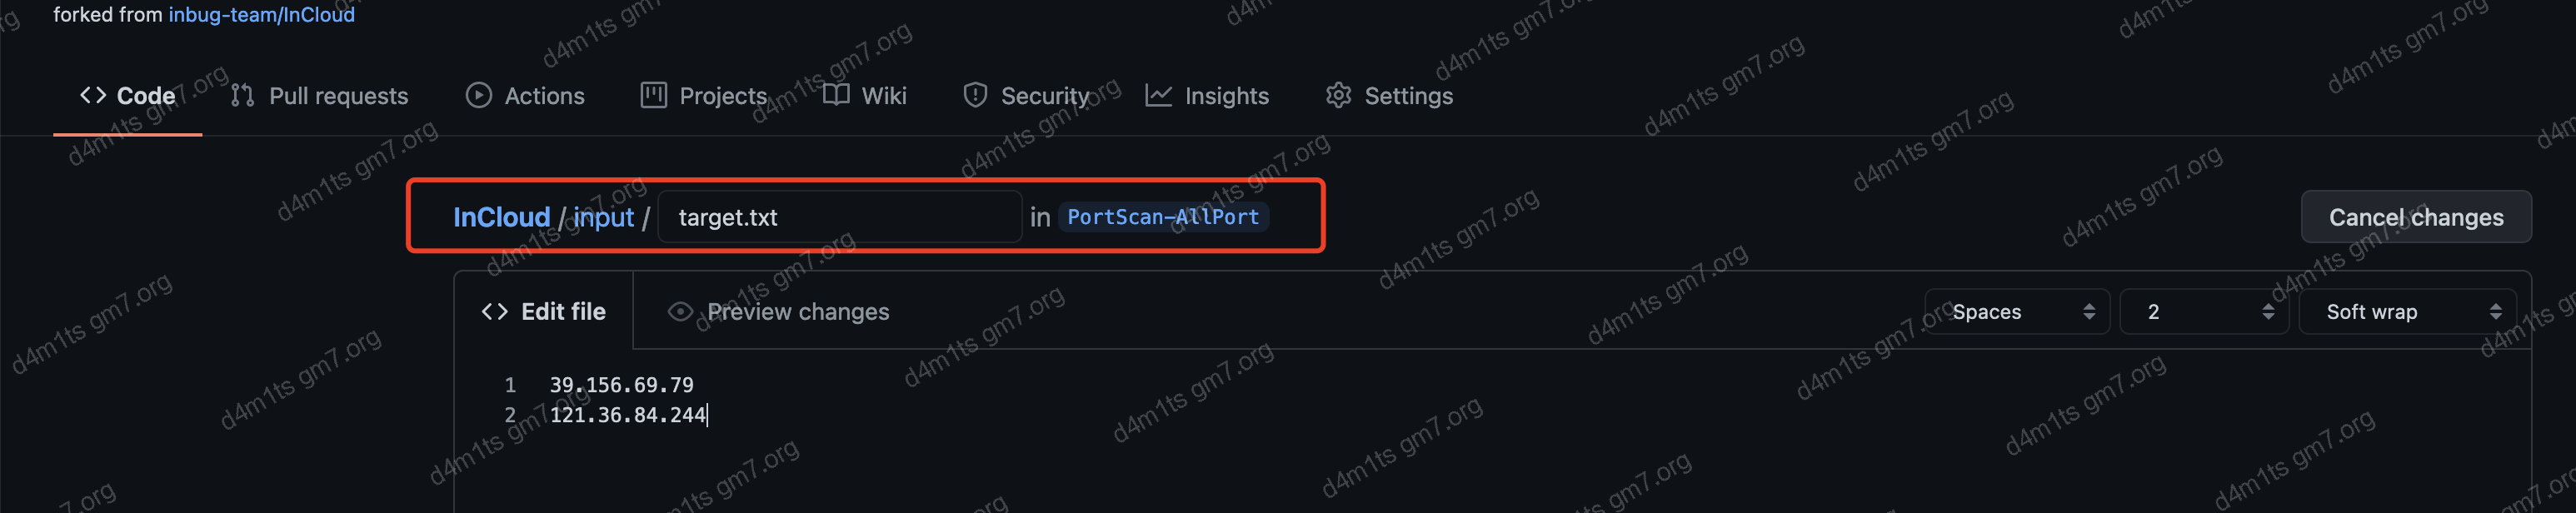 forked from inbug-team/InCloud
Code Pull requests Actions Projects Wiki Security Insights Settings
InCloud / input / target.txt in PortScan-AllPort Cancel changes
Edit file Preview changes Spaces 2 Soft wrap
1 39.156.69.79
2 121.36.84.244
d4m1ts gm7.org